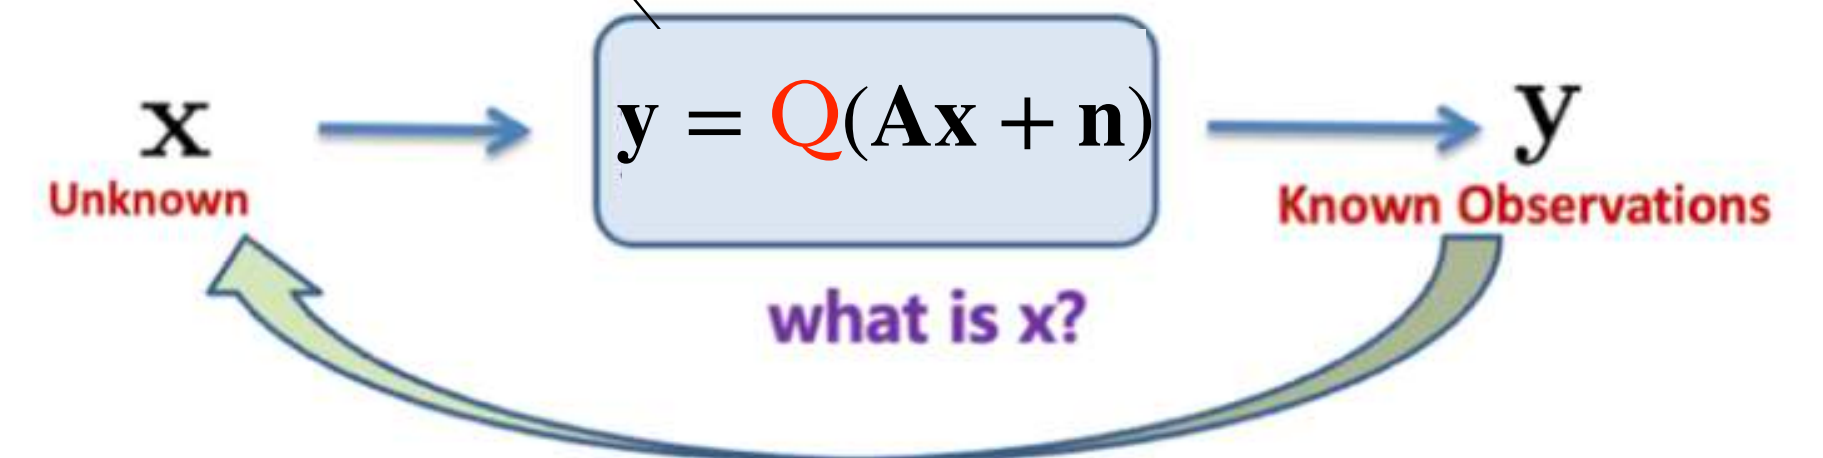 x
y = Q(Ax + n)
y
Unknown
Known Observations
what is x?